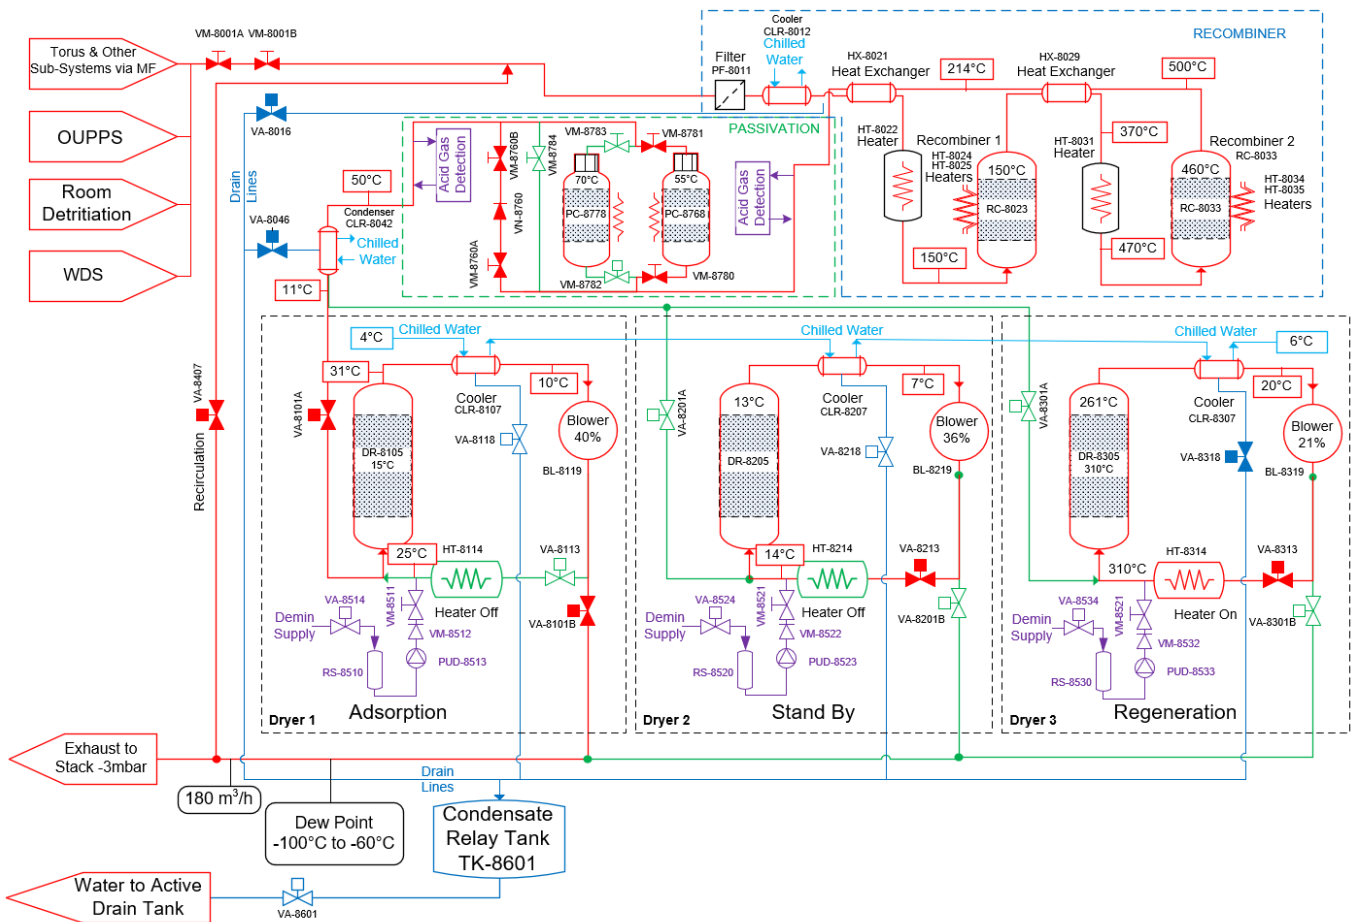 Torus & Other
Sub-Systems via MF
OUPPS
Room
Detritiation
WDS
VM-8001A
VM-8001B
VA-8016
Drain
Lines
VA-8046
50°C
Condenser
CLR-8042
Chilled
Water
11°C
Acid Gas
Detection
VM-8760B
VM-8784
VN-8760
VM-8760A
PASSIVATION
VM-8783
VM-8781
70°C
PC-8778
55°C
PC-8768
VM-8782
VM-8780
Acid Gas
Detection
RECOMBINER
Cooler
CLR-8012
Chilled
Water
Filter
PF-8011
HX-8021
Heat Exchanger
214°C
HX-8029
Heat Exchanger
500°C
HT-8022
Heater
Recombiner 1
HT-8024
HT-8025
Heaters
150°C
RC-8023
150°C
HT-8031
Heater
370°C
470°C
Recombiner 2
RC-8033
460°C
RC-8033
HT-8034
HT-8035
Heaters
VA-8407
Recirculation
4°C
Chilled Water
31°C
VA-8101A
DR-8105
15°C
Cooler
CLR-8107
10°C
VA-8118
Blower
40%
BL-8119
25°C
HT-8114
VA-8113
Heater Off
VA-8101B
Demin
Supply
VA-8514
VM-8511
VM-8512
RS-8510
PUD-8513
Dryer 1
Adsorption
Chilled Water
VA-8201A
13°C
DR-8205
Cooler
CLR-8207
7°C
VA-8218
Blower
36%
BL-8219
14°C
HT-8214
VA-8213
Heater Off
VA-8201B
Demin
Supply
VA-8524
VM-8521
VM-8522
RS-8520
PUD-8523
Dryer 2
Stand By
Chilled Water
6°C
VA-8301A
261°C
DR-8305
310°C
Cooler
CLR-8307
20°C
VA-8318
Blower
21%
BL-8319
310°C
HT-8314
VA-8313
Heater On
VA-8301B
Demin
Supply
VA-8534
VM-8521
VM-8532
RS-8530
PUD-8533
Dryer 3
Regeneration
Exhaust to
Stack -3mbar
180 m³/h
Dew Point
-100°C to -60°C
Drain
Lines
Condensate
Relay Tank
TK-8601
Water to Active
Drain Tank
VA-8601